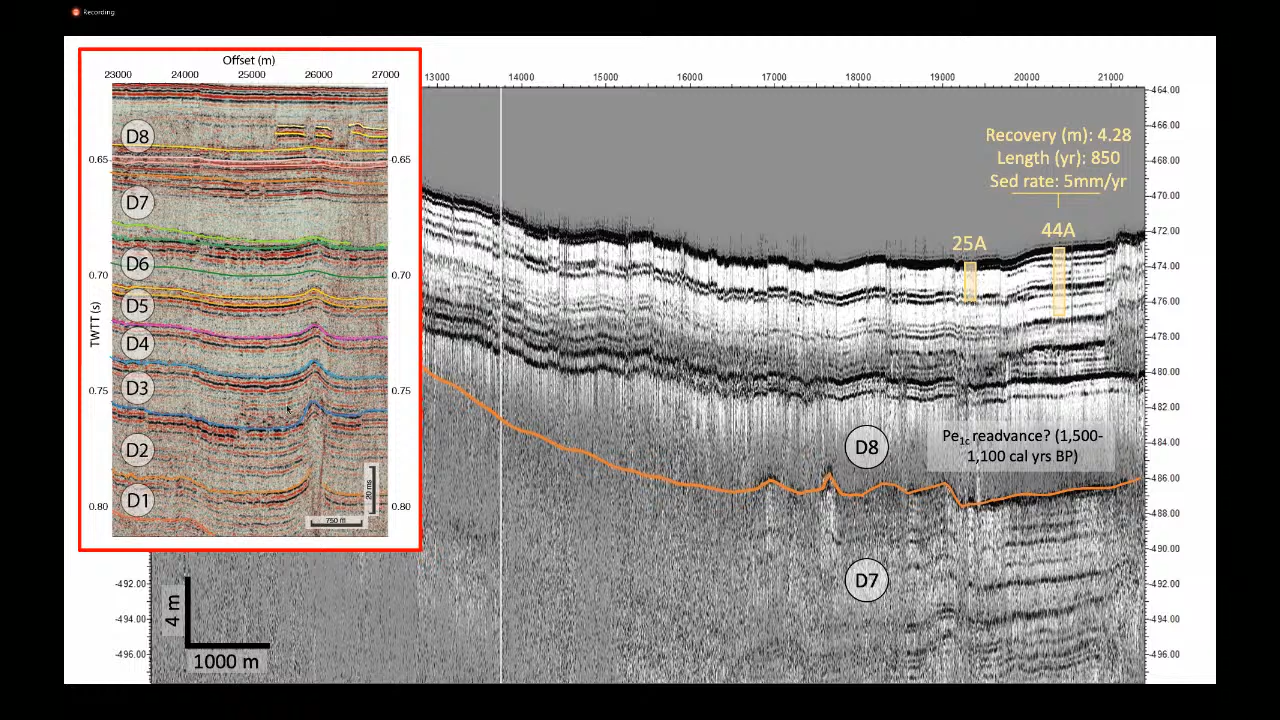 Recording
Offset (m)
23000 24000 25000 26000 27000
13000 14000 15000 16000 17000 18000 19000 20000 21000
-464.00
-466.00
-468.00
-470.00
-472.00
-474.00
-476.00
-478.00
-480.00
-482.00
-484.00
-486.00
-488.00
-490.00
-492.00
-494.00
-496.00
D8
0.65 0.65
D7
D6
0.70 0.70
D5
TWTT (s)
D4
D3
0.75 0.75
D2
D1
0.80 0.80
20 ms
750 m
Recovery (m): 4.28
Length (yr): 850
Sed rate: 5mm/yr
44A
25A
D8
Pe1c readvance? (1,500-
1,100 cal yrs BP)
D7
-492.00
-494.00
-496.00
4 m
1000 m